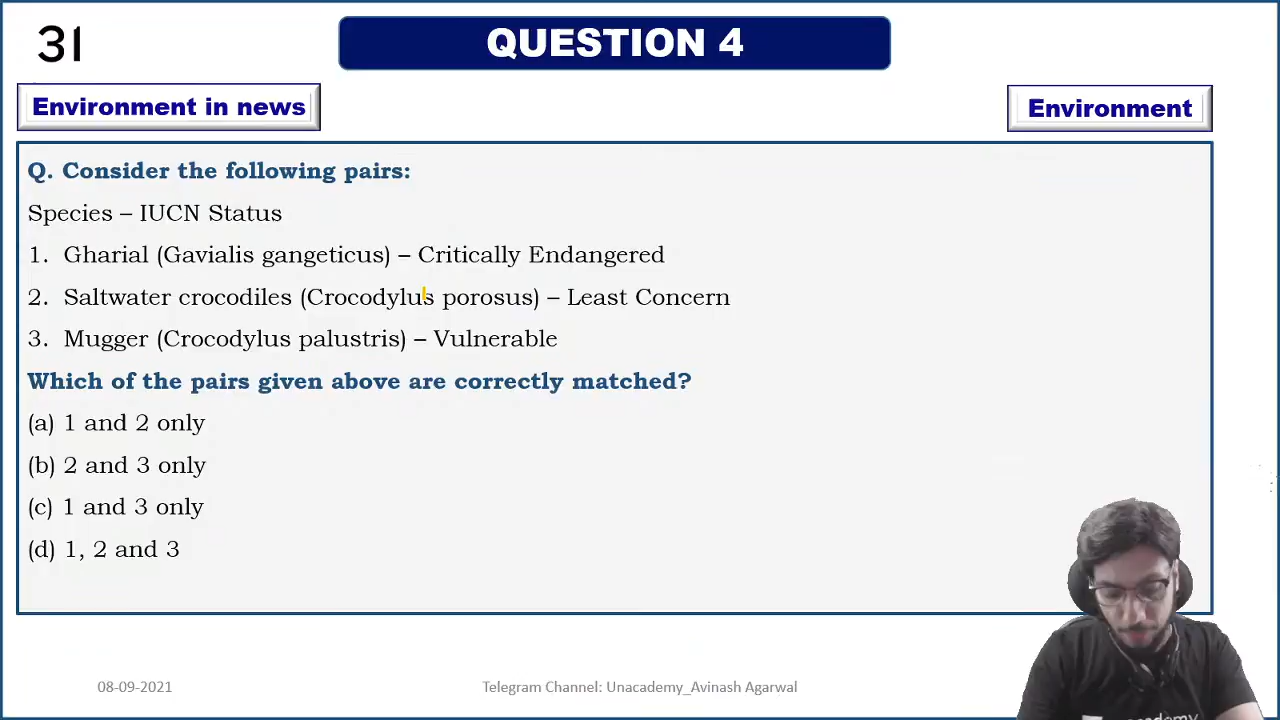 31
QUESTION 4
Environment in news
Environment
Q. Consider the following pairs:
Species – IUCN Status
1. Gharial (Gavialis gangeticus) – Critically Endangered
2. Saltwater crocodiles (Crocodylus porosus) – Least Concern
3. Mugger (Crocodylus palustris) – Vulnerable
Which of the pairs given above are correctly matched?
(a) 1 and 2 only
(b) 2 and 3 only
(c) 1 and 3 only
(d) 1, 2 and 3
08-09-2021
Telegram Channel: Unacademy_Avinash Agarwal